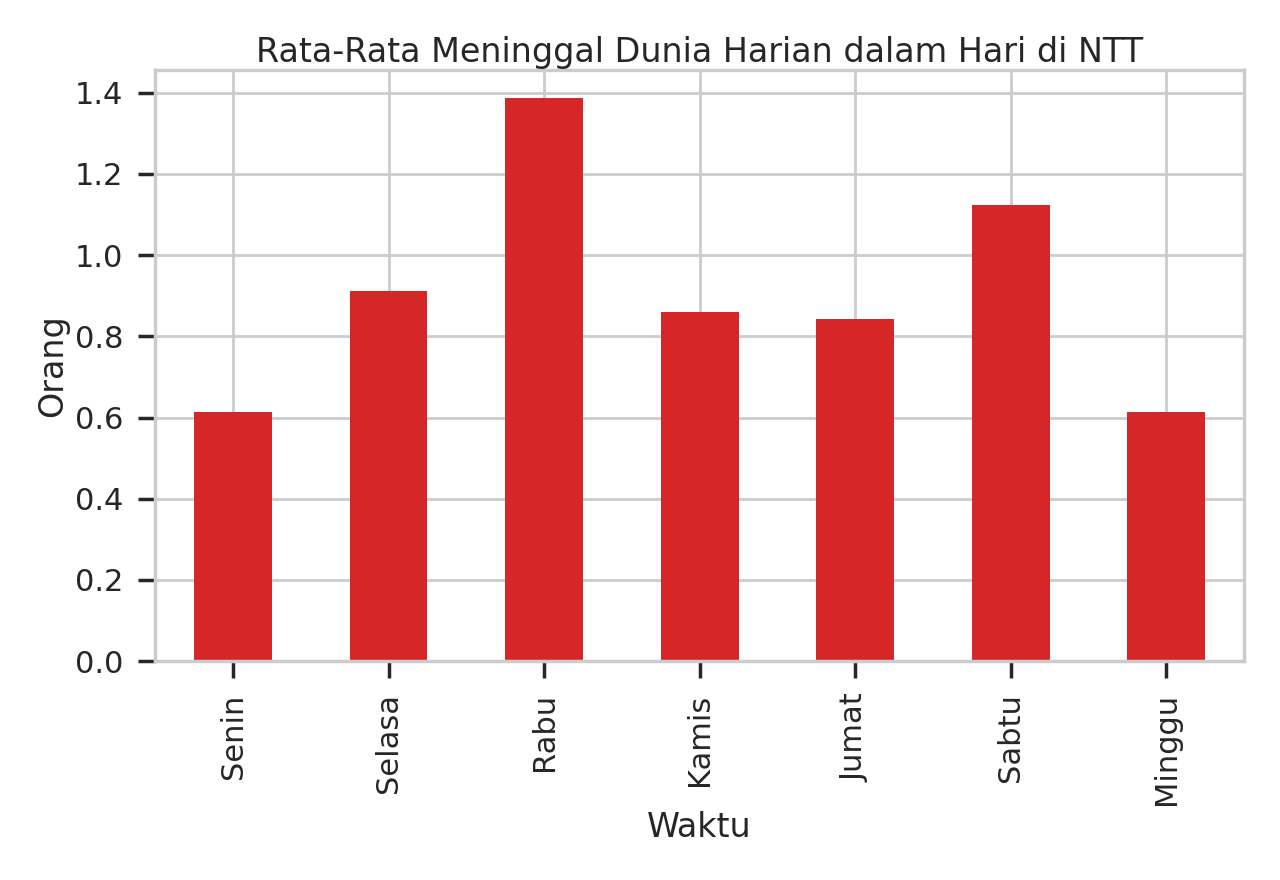 Rata-Rata Meninggal Dunia Harian dalam Hari di NTT
1.4
1.2
1.0
0.8
0.6
0.4
0.2
0.0
Orang
Senin
Selasa
Rabu
Kamis
Jumat
Sabtu
Minggu
Waktu